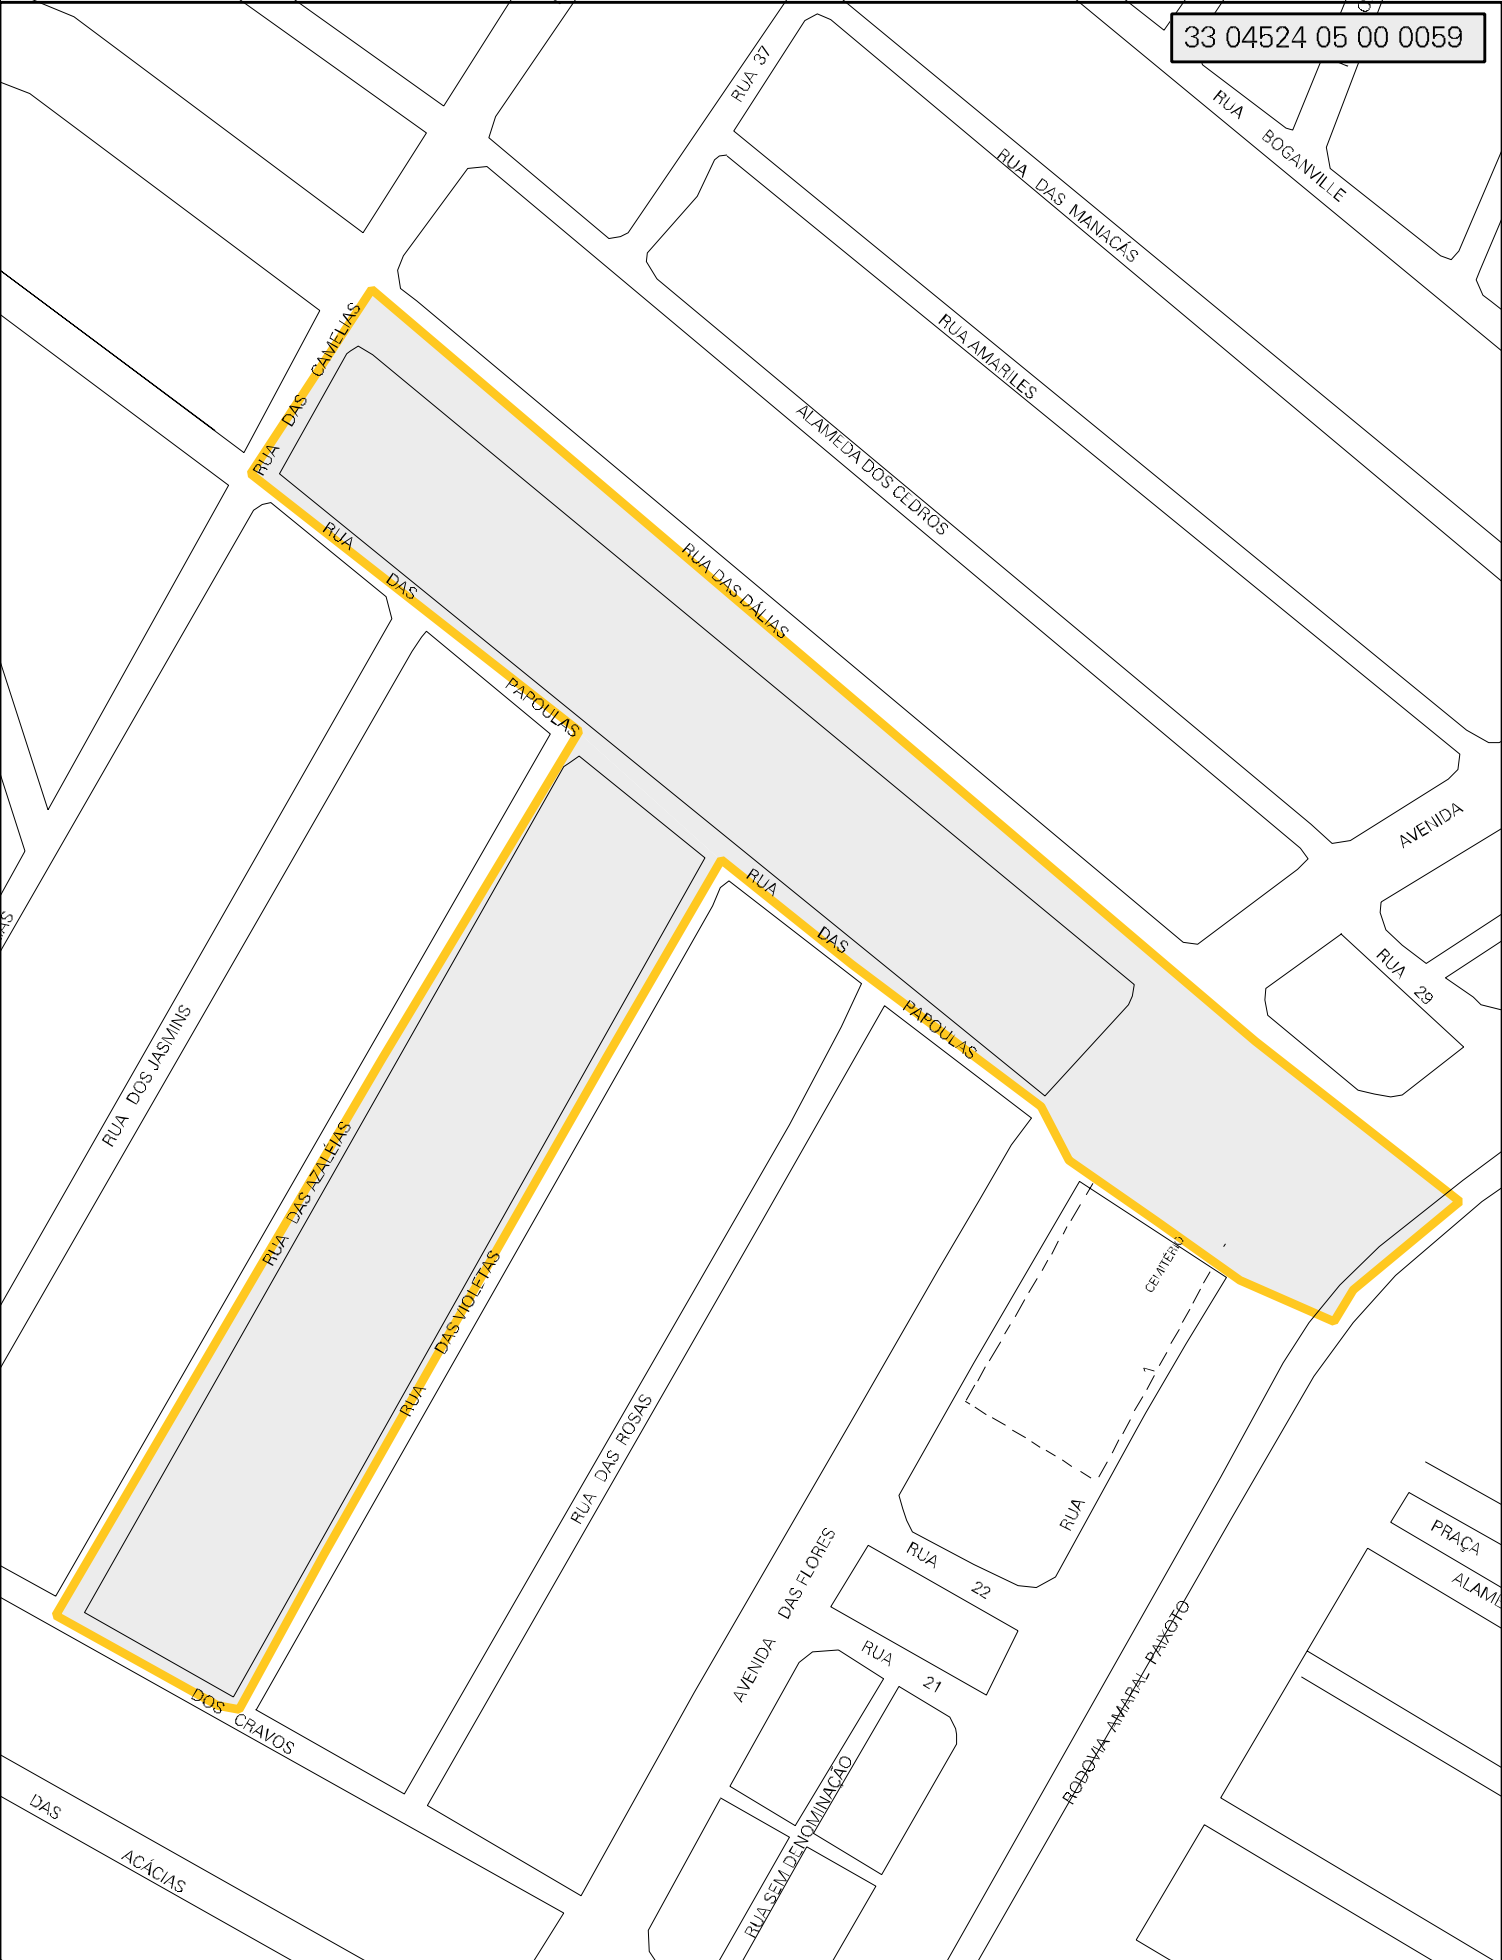 33 04524 05 00 0059
RUA 37
RUA BOGANVILLE
RUA DAS MANACÁS
RUA AMARILES
ALAMEDA DOS CEDROS
RUA DAS CAMELIAS
RUA DAS PAPOULAS
RUA DAS DÁLIAS
AVENIDA
RUA 29
RUA DAS PAPOULAS
RUA DOS JASMINS
RUA DAS AZALÉIAS
RUA DAS VIOLETAS
RUA DAS ROSAS
CEMITÉRIO
RUA 1
RUA 22
RUA 21
AVENIDA DAS FLORES
RUA SEM DENOMINAÇÃO
RODOVIA AMARAL PAIXOTO
PRAÇA
ALAME
DOS CRAVOS
DAS ACÁCIAS